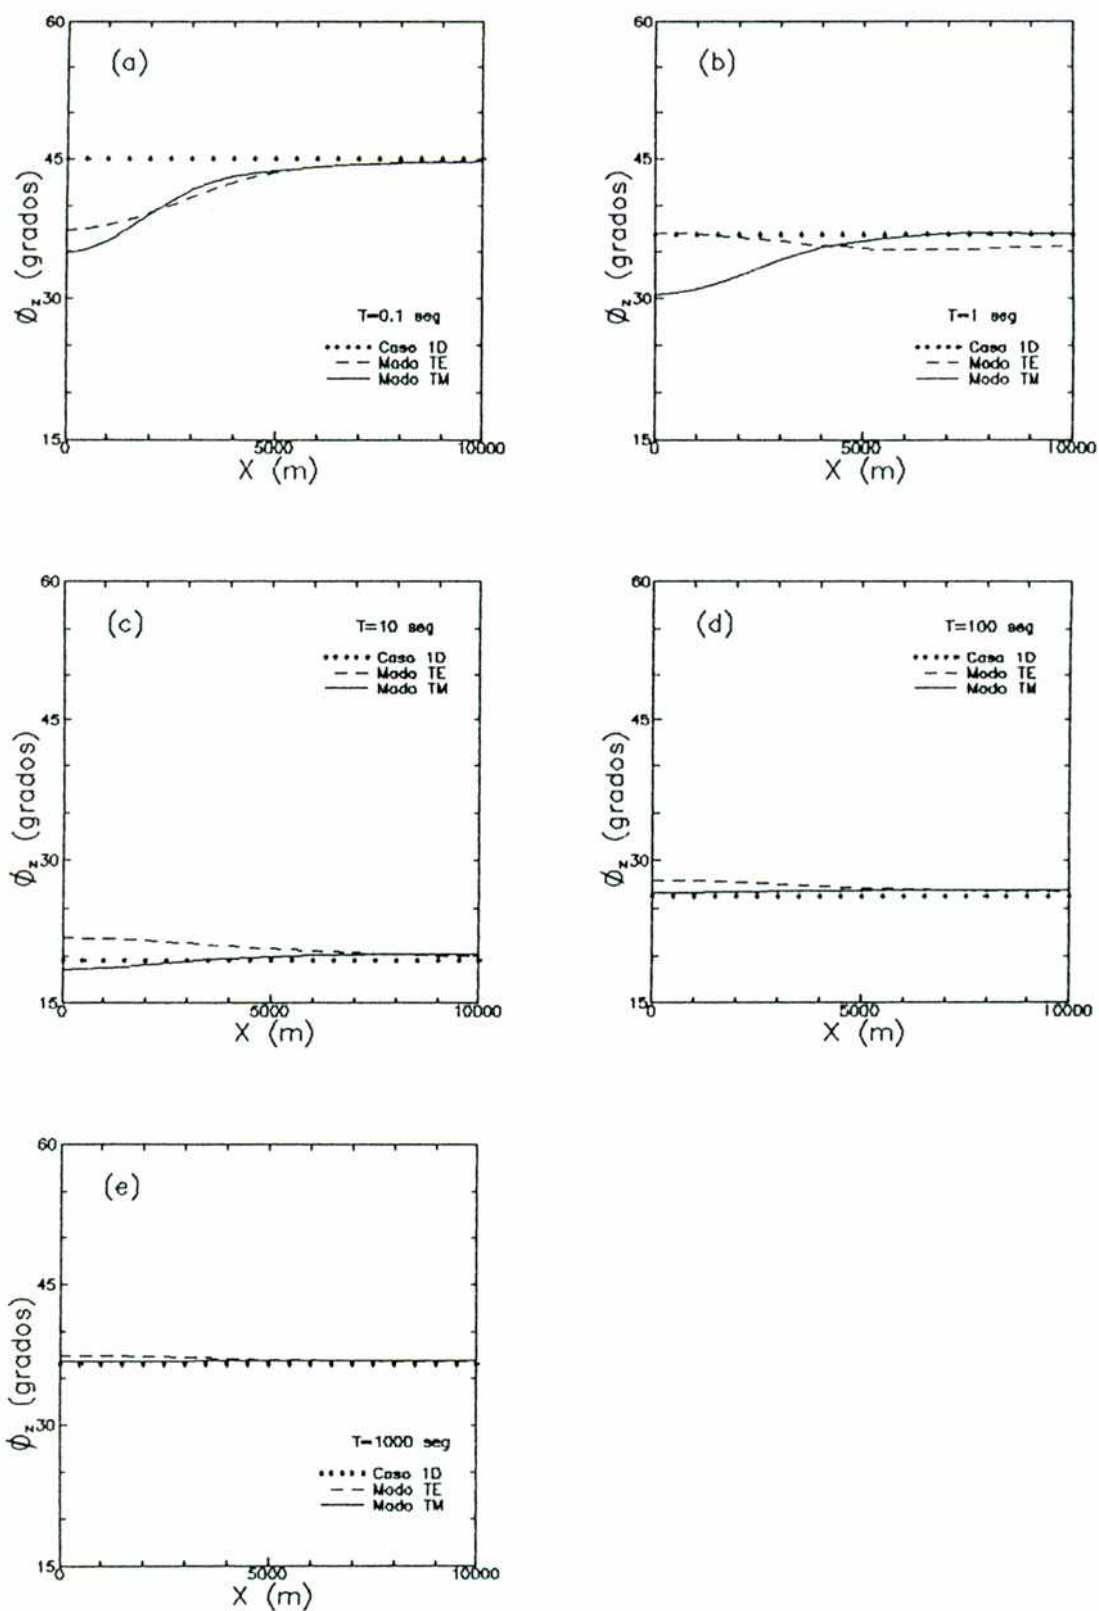 (a)
60
45
30
15
ϕz (grados)
T=0.1 seg
Caso 1D
Modo TE
Modo TM
0
5000
10000
X (m)
(b)
60
45
30
15
ϕz (grados)
T=1 seg
Caso 1D
Modo TE
Modo TM
0
5000
10000
X (m)
(c)
60
45
30
15
ϕz (grados)
T=10 seg
Caso 1D
Modo TE
Modo TM
0
5000
10000
X (m)
(d)
60
45
30
15
ϕz (grados)
T=100 seg
Caso 1D
Modo TE
Modo TM
0
5000
10000
X (m)
(e)
60
45
30
15
ϕz (grados)
T=1000 seg
Caso 1D
Modo TE
Modo TM
0
5000
10000
X (m)